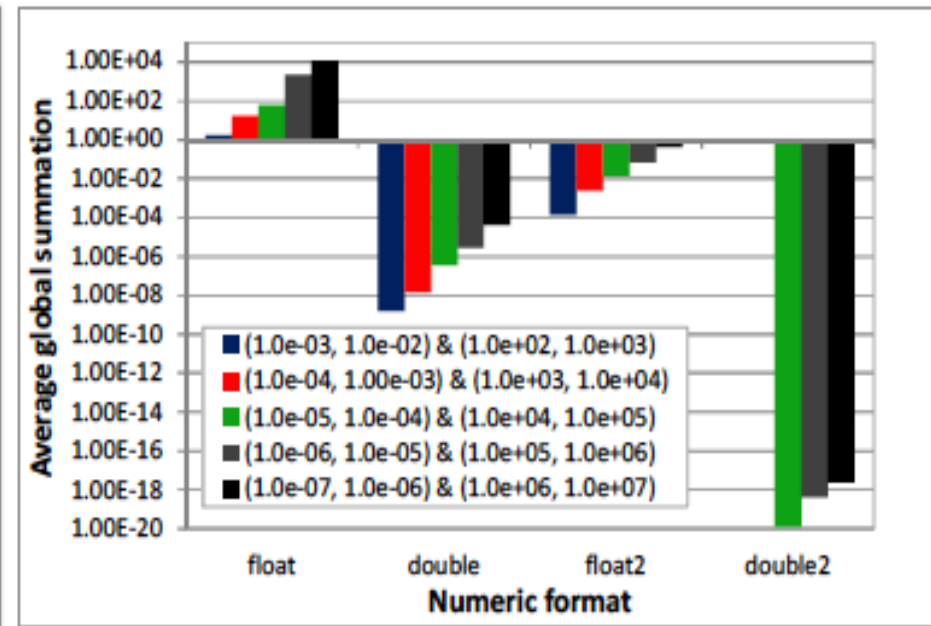 Average global summation
1.00E+04
1.00E+02
1.00E+00
1.00E-02
1.00E-04
1.00E-06
1.00E-08
1.00E-10
1.00E-12
1.00E-14
1.00E-16
1.00E-18
1.00E-20
(1.0e-03, 1.0e-02) & (1.0e+02, 1.0e+03)
(1.0e-04, 1.00e-03) & (1.0e+03, 1.0e+04)
(1.0e-05, 1.0e-04) & (1.0e+04, 1.0e+05)
(1.0e-06, 1.0e-05) & (1.0e+05, 1.0e+06)
(1.0e-07, 1.0e-06) & (1.0e+06, 1.0e+07)
float double float2 double2
Numeric format